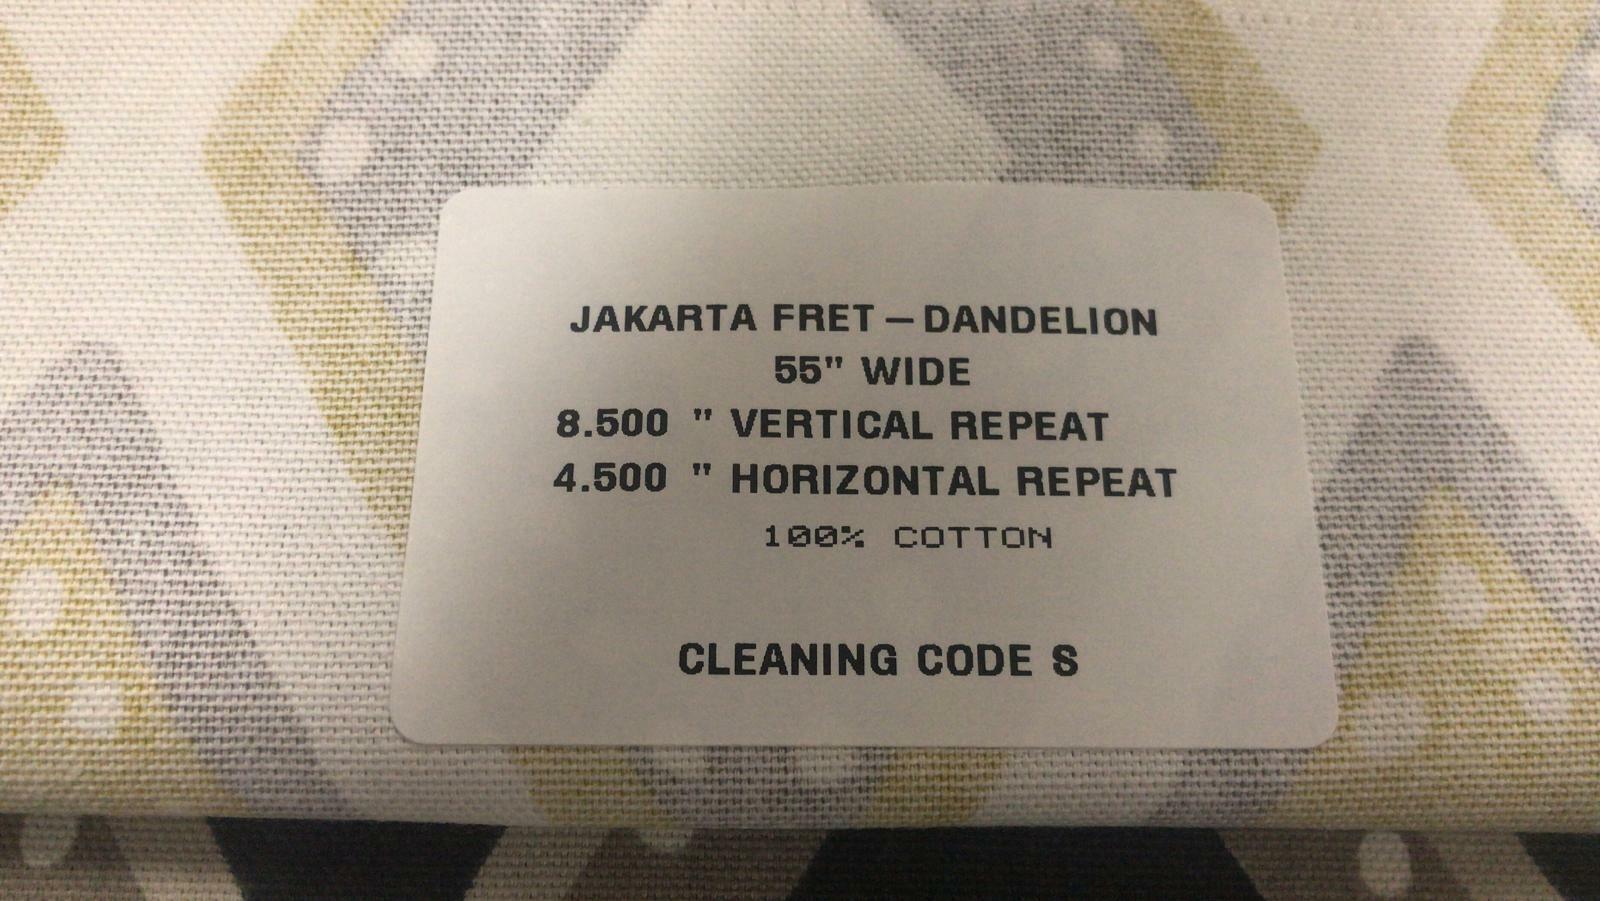 JAKARTA FRET – DANDELION
55" WIDE
8.500 " VERTICAL REPEAT
4.500 " HORIZONTAL REPEAT
100% COTTON
CLEANING CODE S